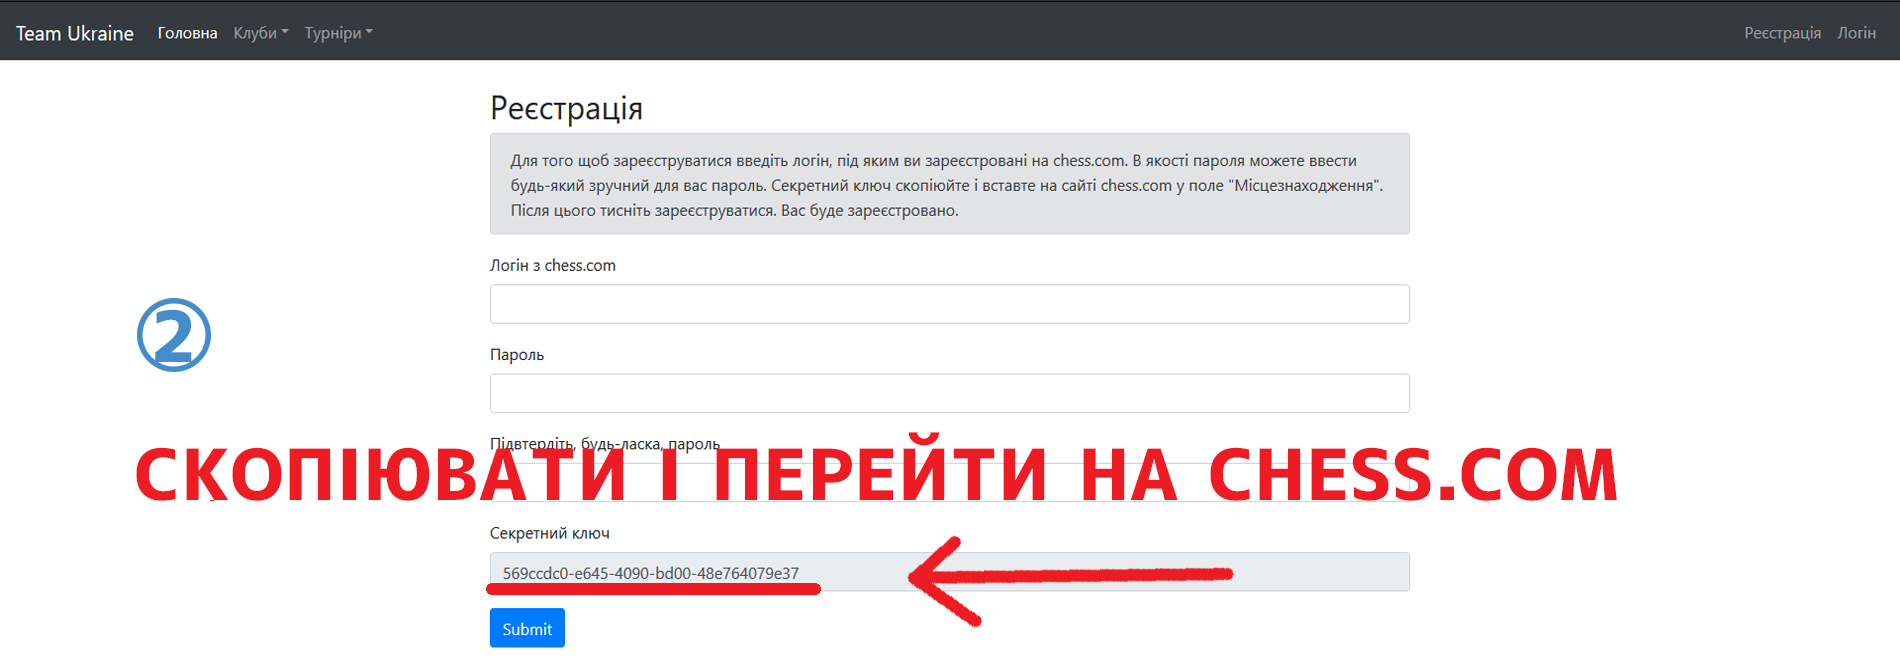 Team Ukraine Головна Клуби Турніри Реєстрація Логін
Реєстрація
Для того щоб зареєструватися введіть логін, під яким ви зареєстровані на chess.com. В якості пароля можете ввести
будь-який зручний для вас пароль. Секретний ключ скопіюйте і вставте на сайті chess.com у поле "Місцезнаходження".
Після цього тисніть зареєструватися. Вас буде зареєстровано.
Логін з chess.com
2
Пароль
Підвтердіть, будь-ласка, пароль
СКОПІЮВАТИ І ПЕРЕЙТИ НА CHESS.COM
Секретний ключ
569ccdc0-e645-4090-bd00-48e764079e37
Submit